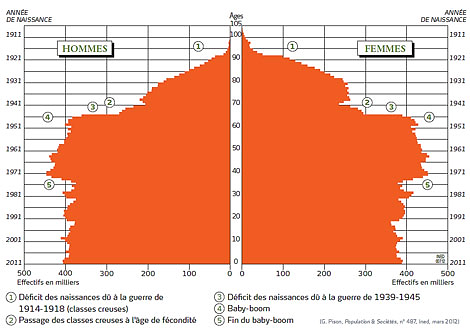 ANNÉE
DE NAISSANCE
Âges
ANNÉE
DE NAISSANCE
HOMMES
FEMMES
1911
1921
1931
1941
1951
1961
1971
1981
1991
2001
2011
105
100
90
80
70
60
50
40
30
20
10
0
1911
1921
1931
1941
1951
1961
1971
1981
1991
2001
2011
1
2
3
4
5
1
2
3
4
5
500 400 300 200 100 0
0 100 200 300 400 500
Effectifs en milliers
Effectifs en milliers
1 Déficit des naissances dû à la guerre de
1914-1918 (classes creuses)
2 Passage des classes creuses à l'âge de fécondité
3 Déficit des naissances dû à la guerre de 1939-1945
4 Baby-boom
5 Fin du baby-boom
(G. Pison, Population & Sociétés, n° 487, Ined, mars 2012)